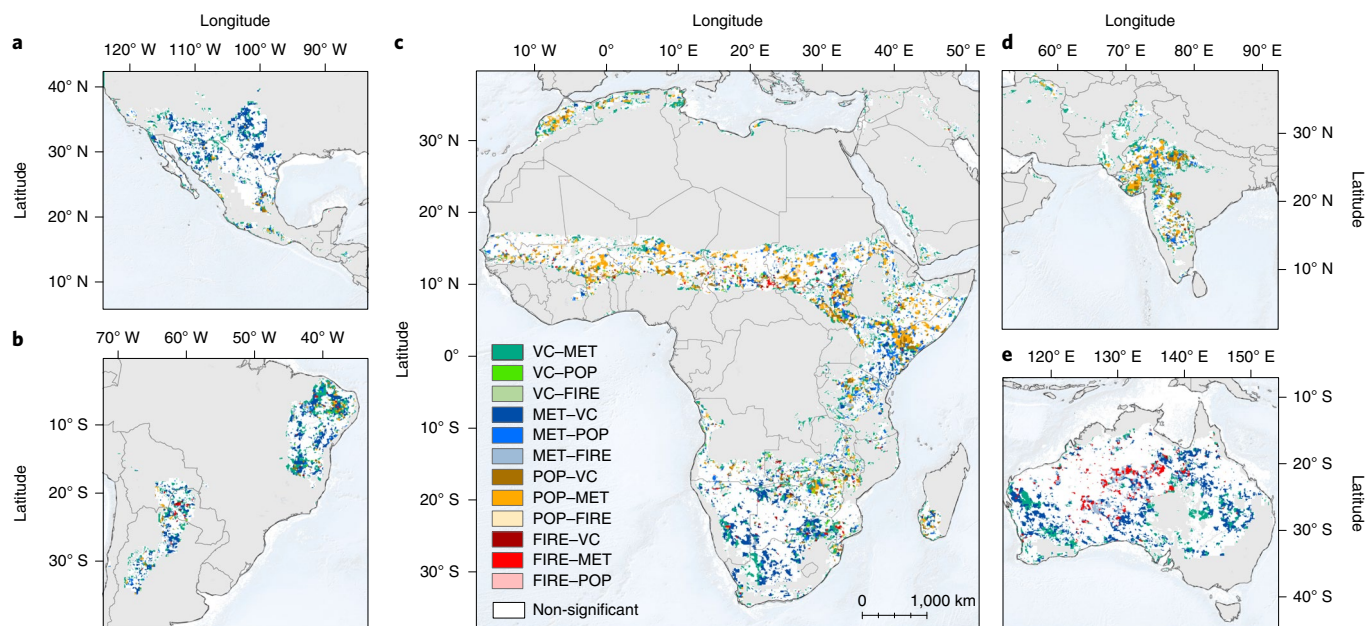 Longitude
a
120° W 110° W 100° W 90° W
40° N
30° N
20° N
10° N
Latitude
b
70° W 60° W 50° W 40° W
10° S
20° S
30° S
Latitude
Longitude
c
10° W 0° 10° E 20° E 30° E 40° E 50° E
30° N
20° N
10° N
0°
10° S
20° S
30° S
Latitude
VC–MET
VC–POP
VC–FIRE
MET–VC
MET–POP
MET–FIRE
POP–VC
POP–MET
POP–FIRE
FIRE–VC
FIRE–MET
FIRE–POP
Non-significant
0 1,000 km
Longitude
d
60° E 70° E 80° E 90° E
30° N
20° N
10° N
Latitude
e
120° E 130° E 140° E 150° E
10° S
20° S
30° S
40° S
Latitude